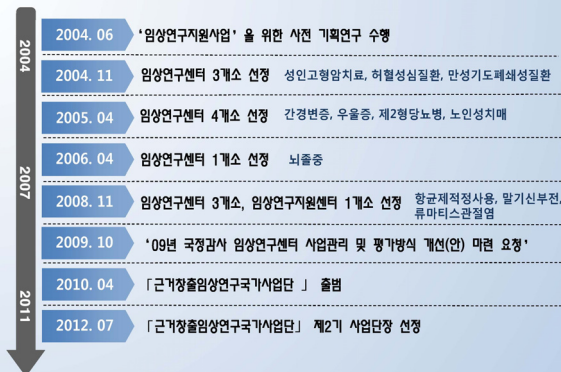 2004
2004. 06 '임상연구지원사업' 을 위한 사전 기획연구 수행
2004. 11 임상연구센터 3개소 선정 성인고형암치료, 허혈성심질환, 만성기도폐쇄성질환
2005. 04 임상연구센터 4개소 선정 간경변증, 우울증, 제2형당뇨병, 노인성치매
2006. 04 임상연구센터 1개소 선정 뇌졸중
2007
2008. 11 임상연구센터 3개소, 임상연구지원센터 1개소 선정 항균제적정사용, 말기신부전,
류마티스관절염
2009. 10 '09년 국정감사 임상연구센터 사업관리 및 평가방식 개선(안) 마련 요청'
2010. 04 「근거창출임상연구국가사업단 」 출범
2011
2012. 07 「근거창출임상연구국가사업단」 제2기 사업단장 선정